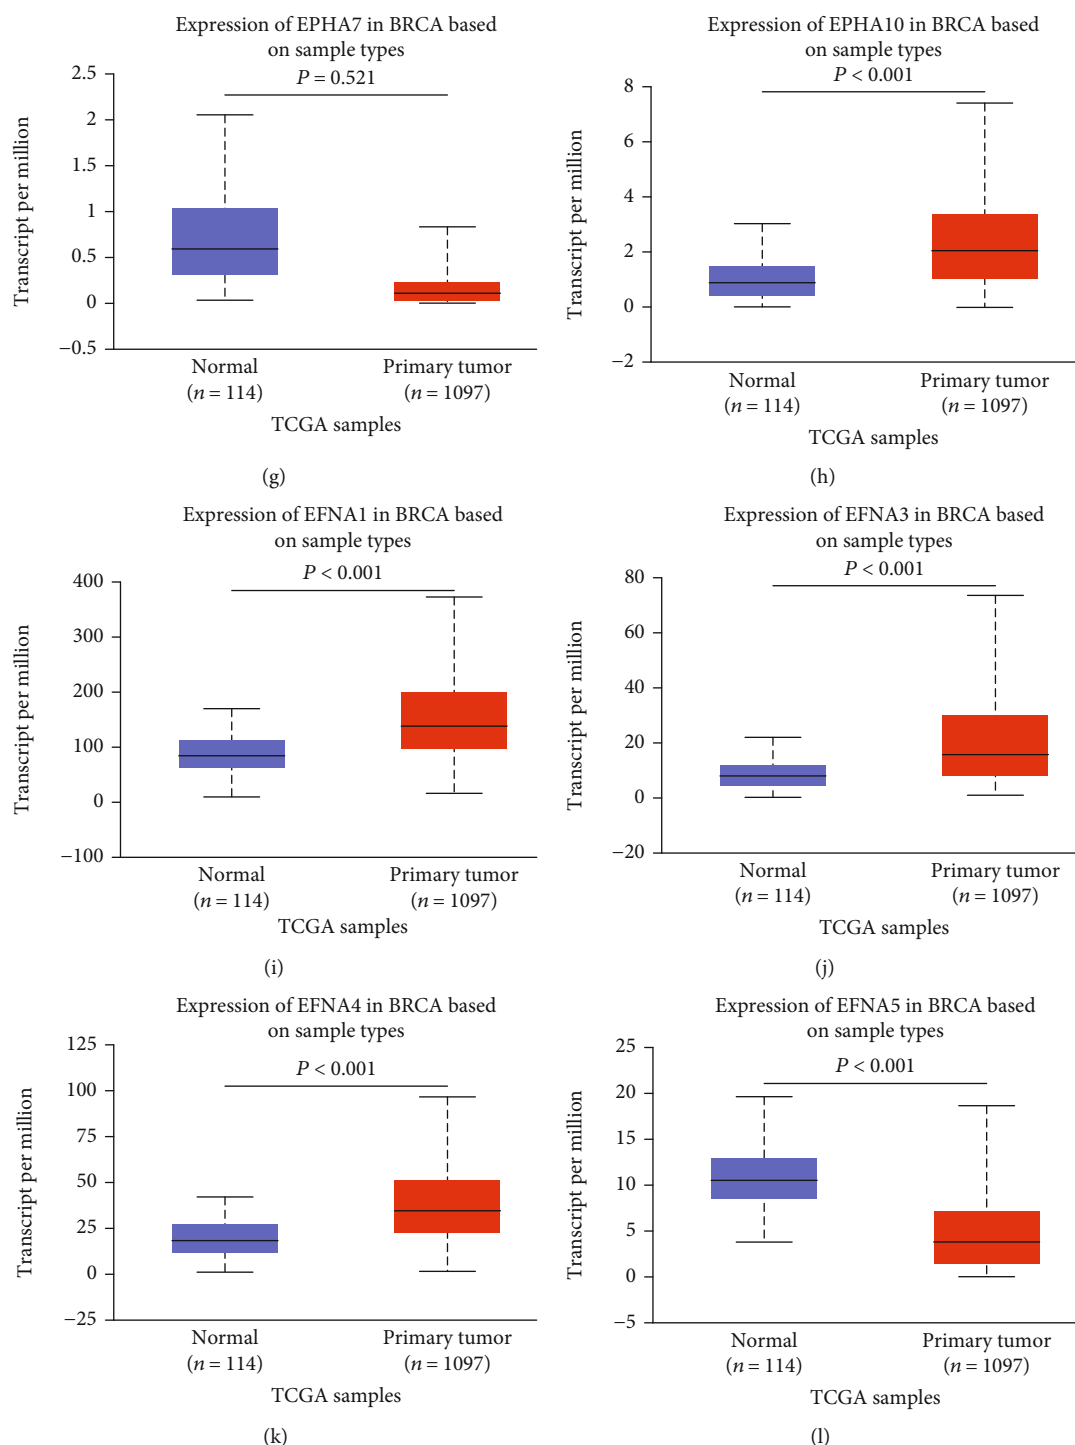 Expression of EPHA7 in BRCA based
on sample types
P = 0.521
2.5
2
1.5
1
0.5
0
−0.5
Transcript per million
Normal
(n = 114)
Primary tumor
(n = 1097)
TCGA samples
(g)
Expression of EPHA10 in BRCA based
on sample types
P < 0.001
8
6
4
2
0
−2
Transcript per million
Normal
(n = 114)
Primary tumor
(n = 1097)
TCGA samples
(h)
Expression of EFNA1 in BRCA based
on sample types
P < 0.001
400
300
200
100
0
−100
Transcript per million
Normal
(n = 114)
Primary tumor
(n = 1097)
TCGA samples
(i)
Expression of EFNA3 in BRCA based
on sample types
P < 0.001
80
60
40
20
0
−20
Transcript per million
Normal
(n = 114)
Primary tumor
(n = 1097)
TCGA samples
(j)
Expression of EFNA4 in BRCA based
on sample types
P < 0.001
125
100
75
50
25
0
−25
Transcript per million
Normal
(n = 114)
Primary tumor
(n = 1097)
TCGA samples
(k)
Expression of EFNA5 in BRCA based
on sample types
P < 0.001
25
20
15
10
5
0
−5
Transcript per million
Normal
(n = 114)
Primary tumor
(n = 1097)
TCGA samples
(l)